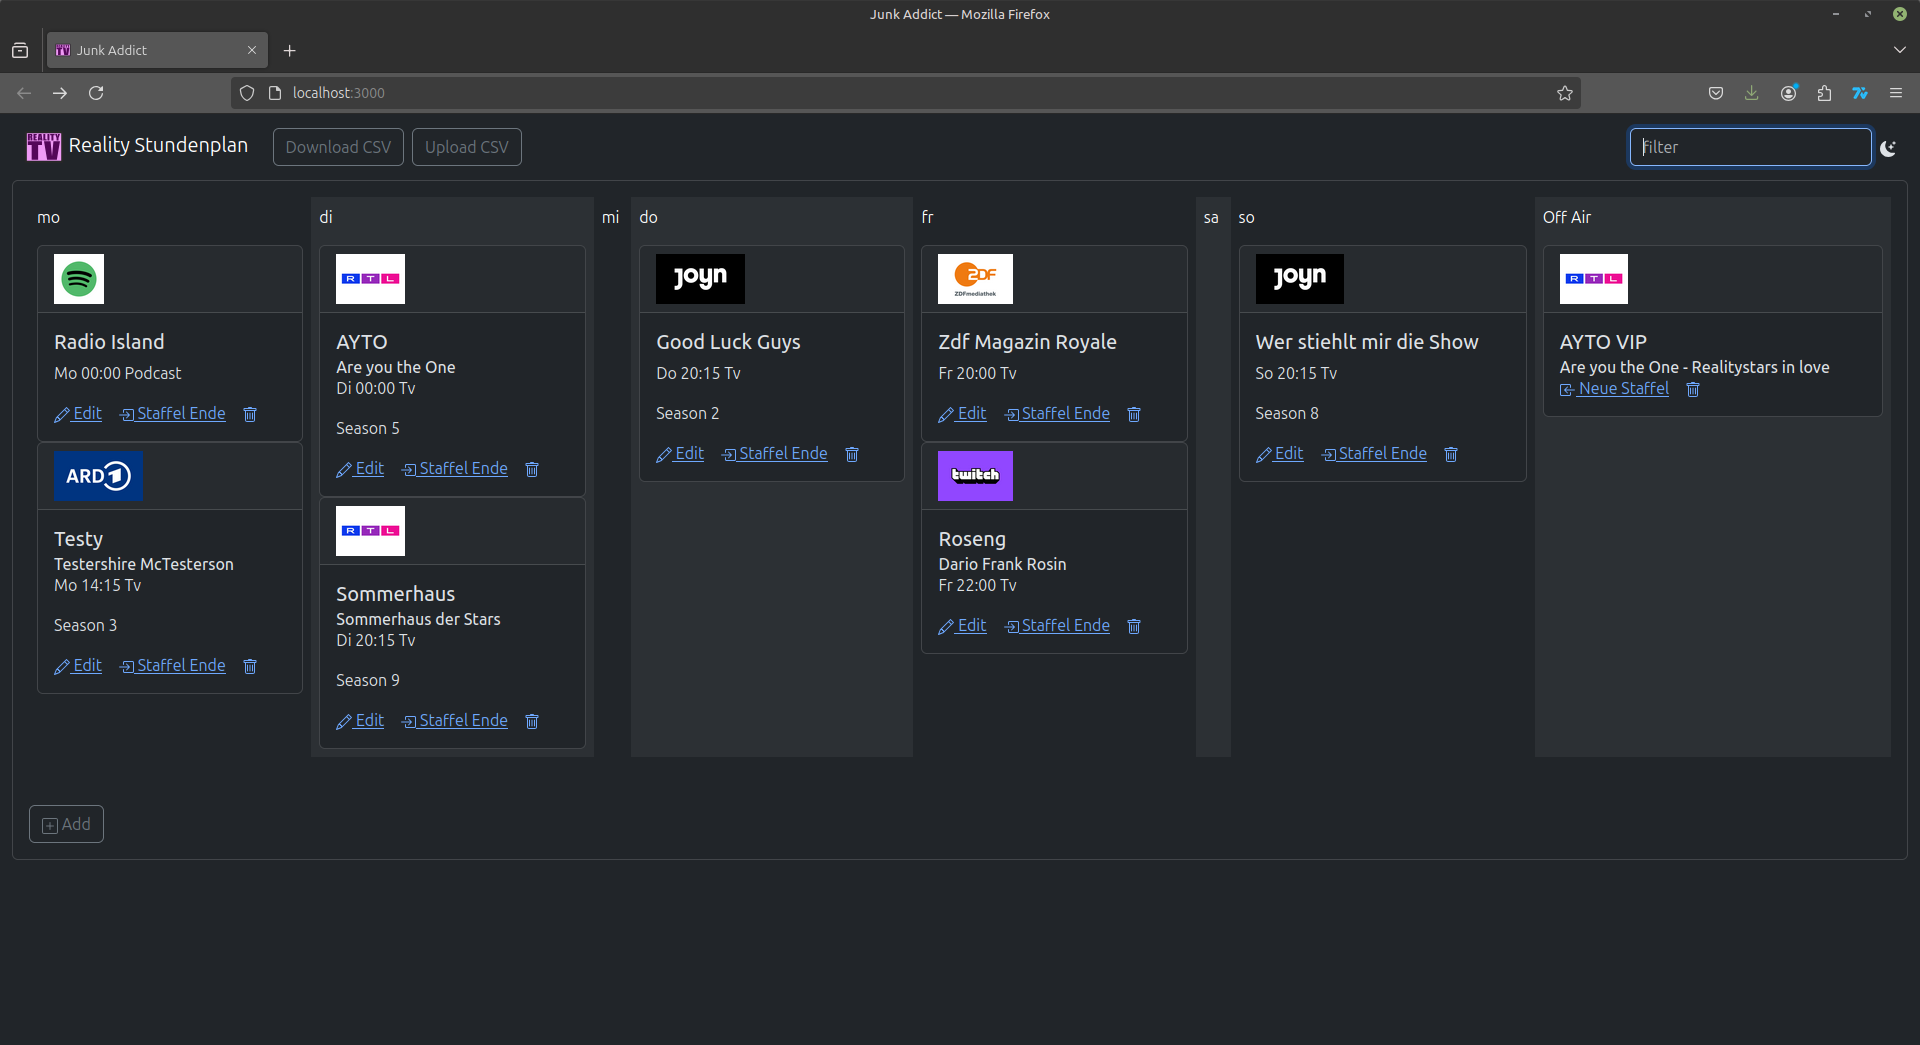 Junk Addict — Mozilla Firefox
Junk Addict
localhost:3000
REALITY TV Reality Stundenplan Download CSV Upload CSV filter
mo
Radio Island
Mo 00:00 Podcast
Edit Staffel Ende
ARD 1
Testy
Testershire McTesterson
Mo 14:15 Tv
Season 3
Edit Staffel Ende
di
RTL
AYTO
Are you the One
Di 00:00 Tv
Season 5
Edit Staffel Ende
RTL
Sommerhaus
Sommerhaus der Stars
Di 20:15 Tv
Season 9
Edit Staffel Ende
mi
do
joyn
Good Luck Guys
Do 20:15 Tv
Season 2
Edit Staffel Ende
fr
ZDF
ZDFmediathek
Zdf Magazin Royale
Fr 20:00 Tv
Edit Staffel Ende
twitch
Roseng
Dario Frank Rosin
Fr 22:00 Tv
Edit Staffel Ende
sa
so
joyn
Wer stiehlt mir die Show
So 20:15 Tv
Season 8
Edit Staffel Ende
Off Air
RTL
AYTO VIP
Are you the One - Realitystars in love
Neue Staffel
Add